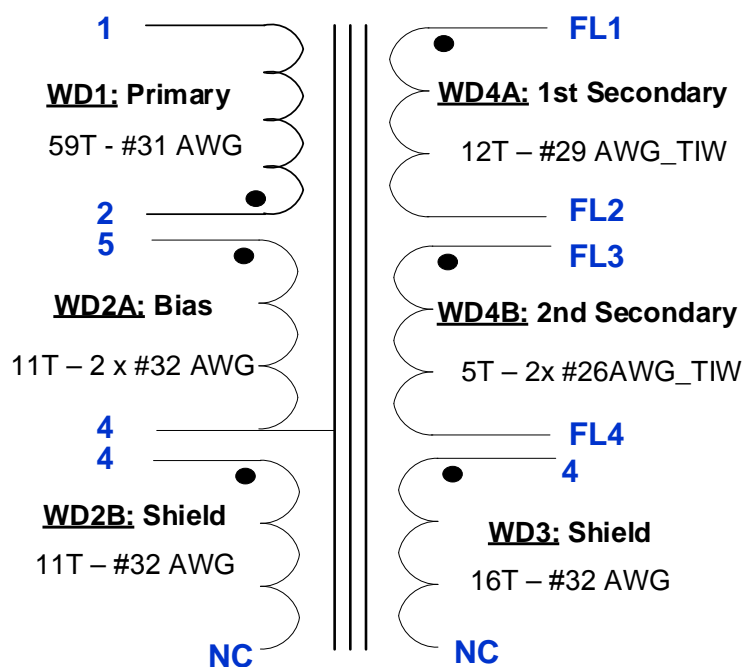 1
WD1: Primary
59T - #31 AWG
2
5
WD2A: Bias
11T – 2 x #32 AWG
4
4
WD2B: Shield
11T – #32 AWG
NC
FL1
WD4A: 1st Secondary
12T – #29 AWG_TIW
FL2
FL3
WD4B: 2nd Secondary
5T – 2x #26AWG_TIW
FL4
4
WD3: Shield
16T – #32 AWG
NC